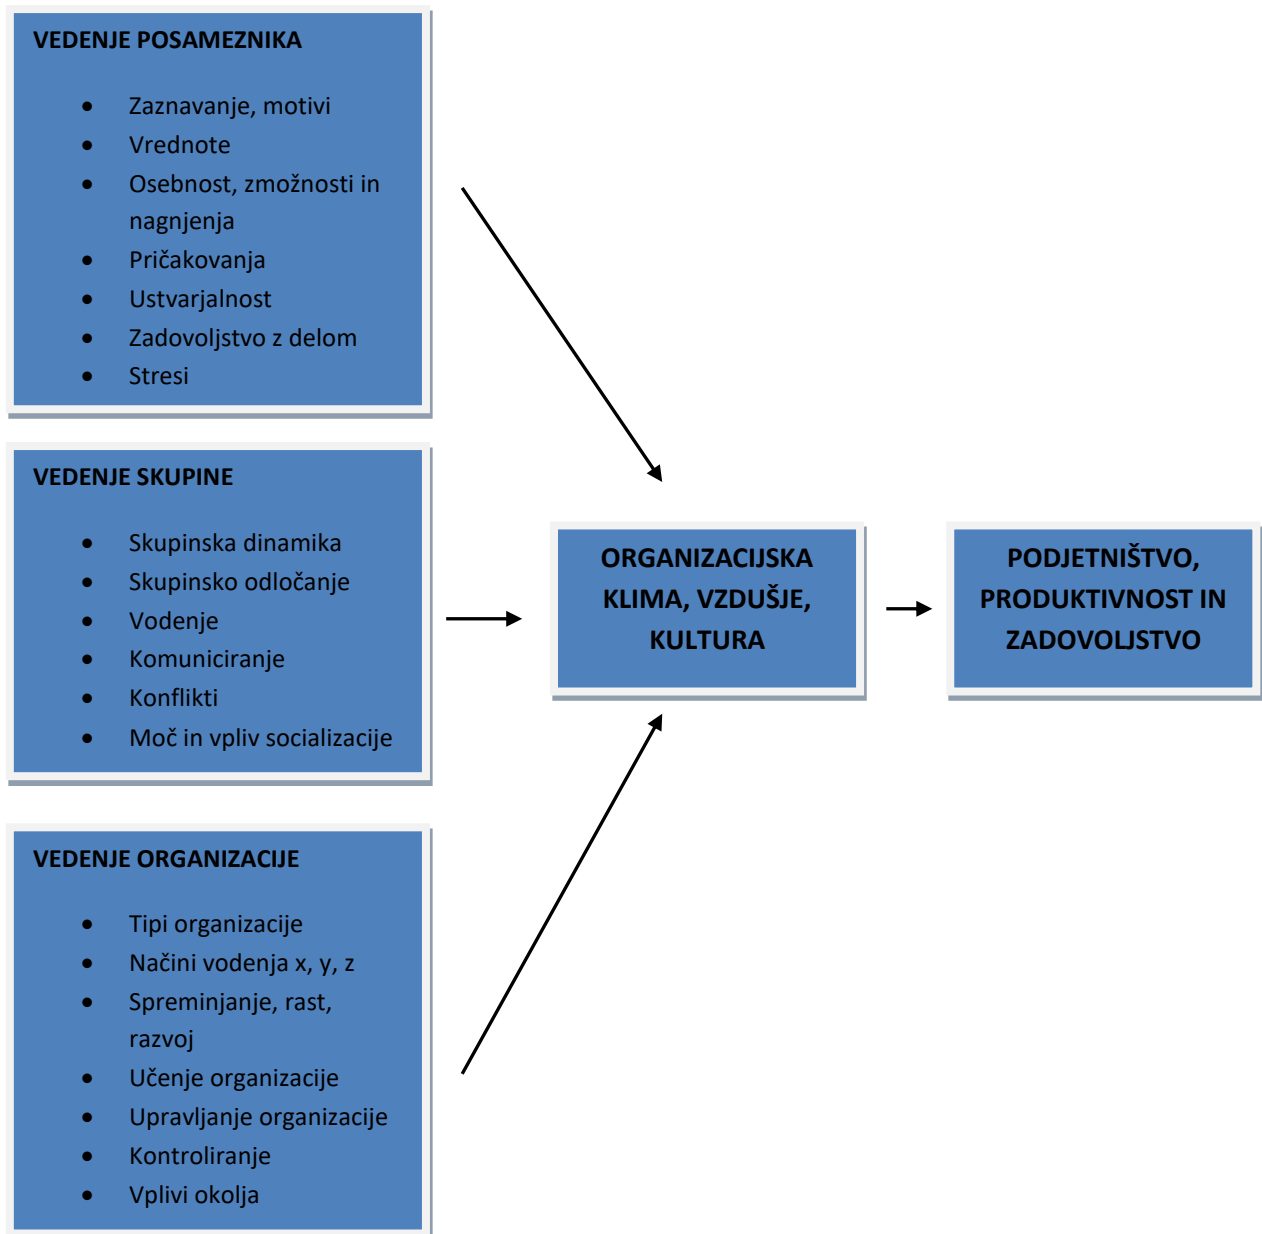 VEDENJE POSAMEZNIKA
• Zaznavanje, motivi
• Vrednote
• Osebnost, zmožnosti in
nagnjenja
• Pričakovanja
• Ustvarjalnost
• Zadovoljstvo z delom
• Stresi
VEDENJE SKUPINE
• Skupinska dinamika
• Skupinsko odločanje
• Vodenje
• Komuniciranje
• Konflikti
• Moč in vpliv socializacije
VEDENJE ORGANIZACIJE
• Tipi organizacije
• Načini vodenja x, y, z
• Spreminjanje, rast,
razvoj
• Učenje organizacije
• Upravljanje organizacije
• Kontroliranje
• Vplivi okolja
ORGANIZACIJSKA
KLIMA, VZDUŠJE,
KULTURA
PODJETNIŠTVO,
PRODUKTIVNOST IN
ZADOVOLJSTVO